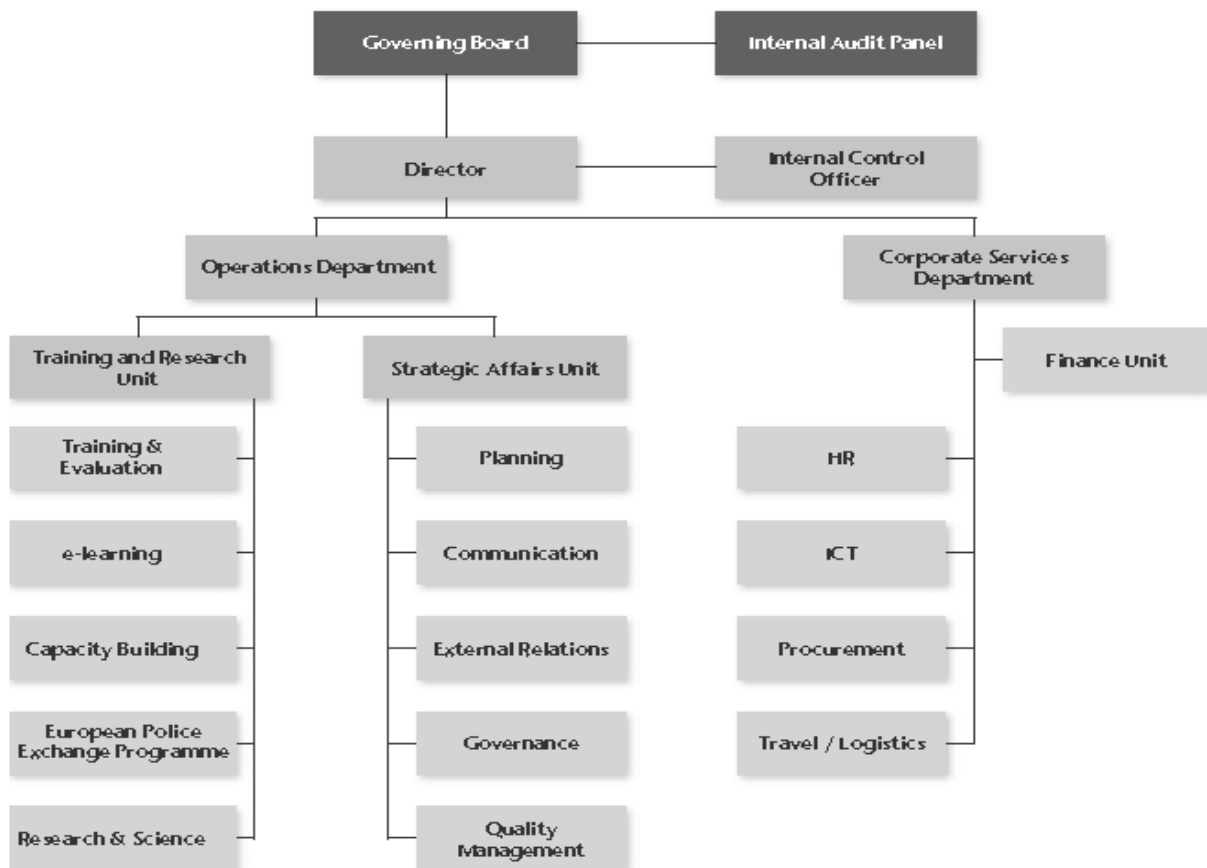 Governing Board
Internal Audit Panel
Director
Internal Control
Officer
Operations Department
Corporate Services
Department
Training and Research
Unit
Strategic Affairs Unit
Finance Unit
Training &
Evaluation
Planning
HR
e-learning
Communication
ICT
Capacity Building
External Relations
Procurement
European Police
Exchange Programme
Governance
Travel / Logistics
Research & Science
Quality
Management